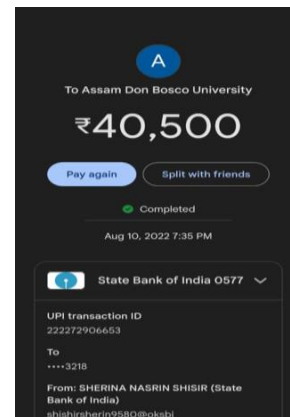 A
To Assam Don Bosco University
₹40,500
Pay again
Split with friends
Completed
Aug 10, 2022 7:35 PM
State Bank of India 0577
UPI transaction ID
222272906653
To
••••3218
From: SHERINA NASRIN SHISIR (State
Bank of India)
shishirsherin9580@oksbi